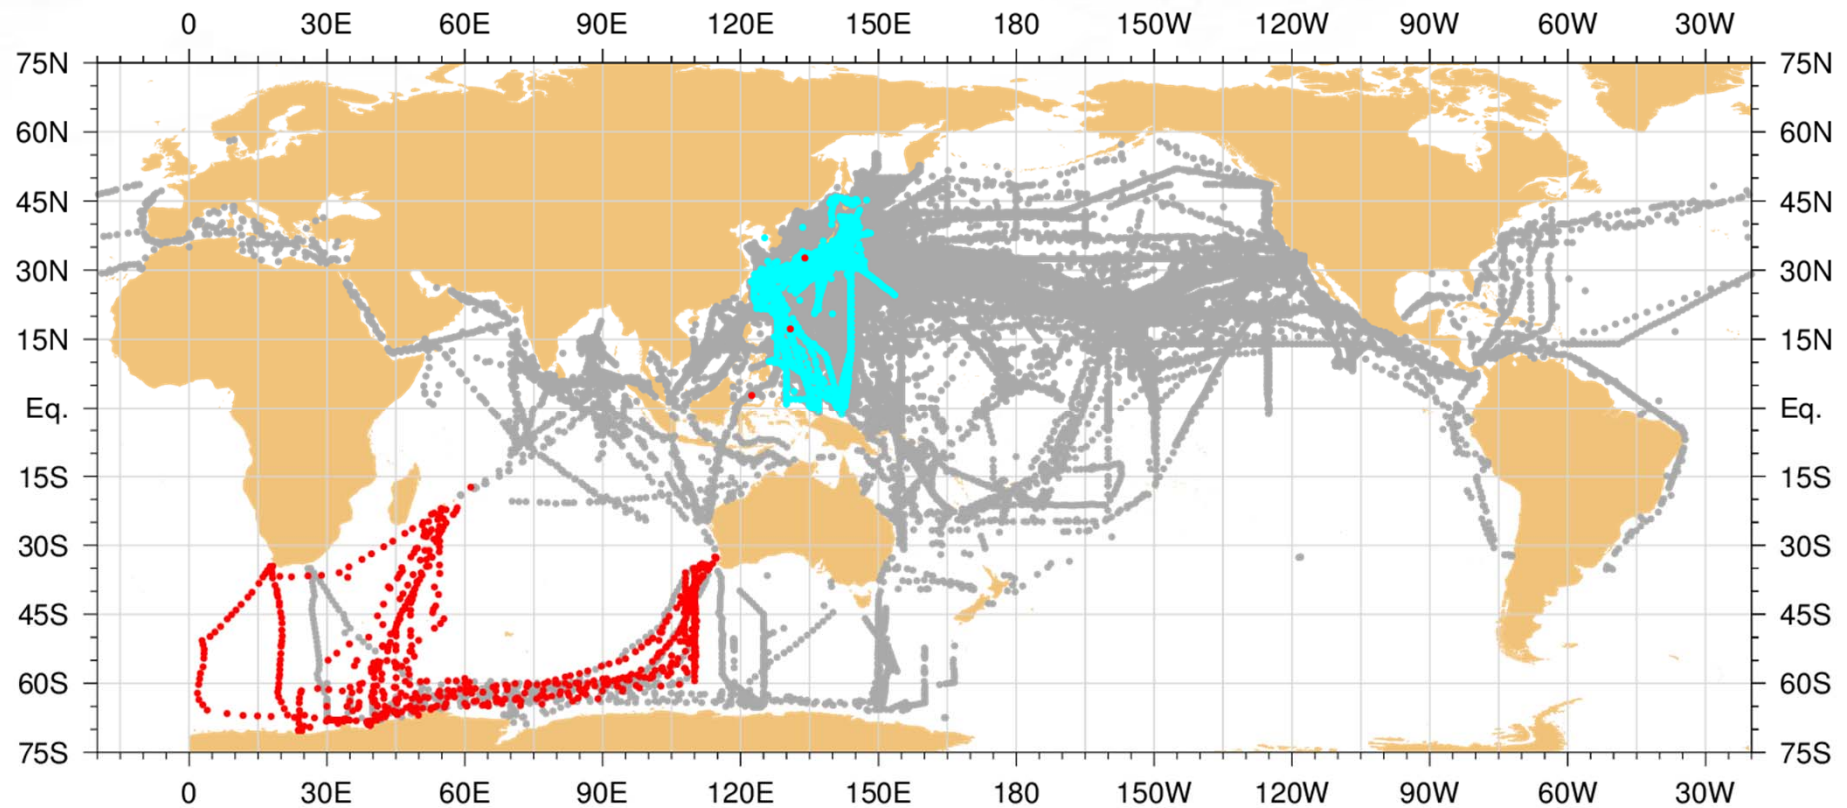 0 30E 60E 90E 120E 150E 180 150W 120W 90W 60W 30W
75N 75N
60N 60N
45N 45N
30N 30N
15N 15N
Eq. Eq.
15S 15S
30S 30S
45S 45S
60S 60S
75S 75S
0 30E 60E 90E 120E 150E 180 150W 120W 90W 60W 30W